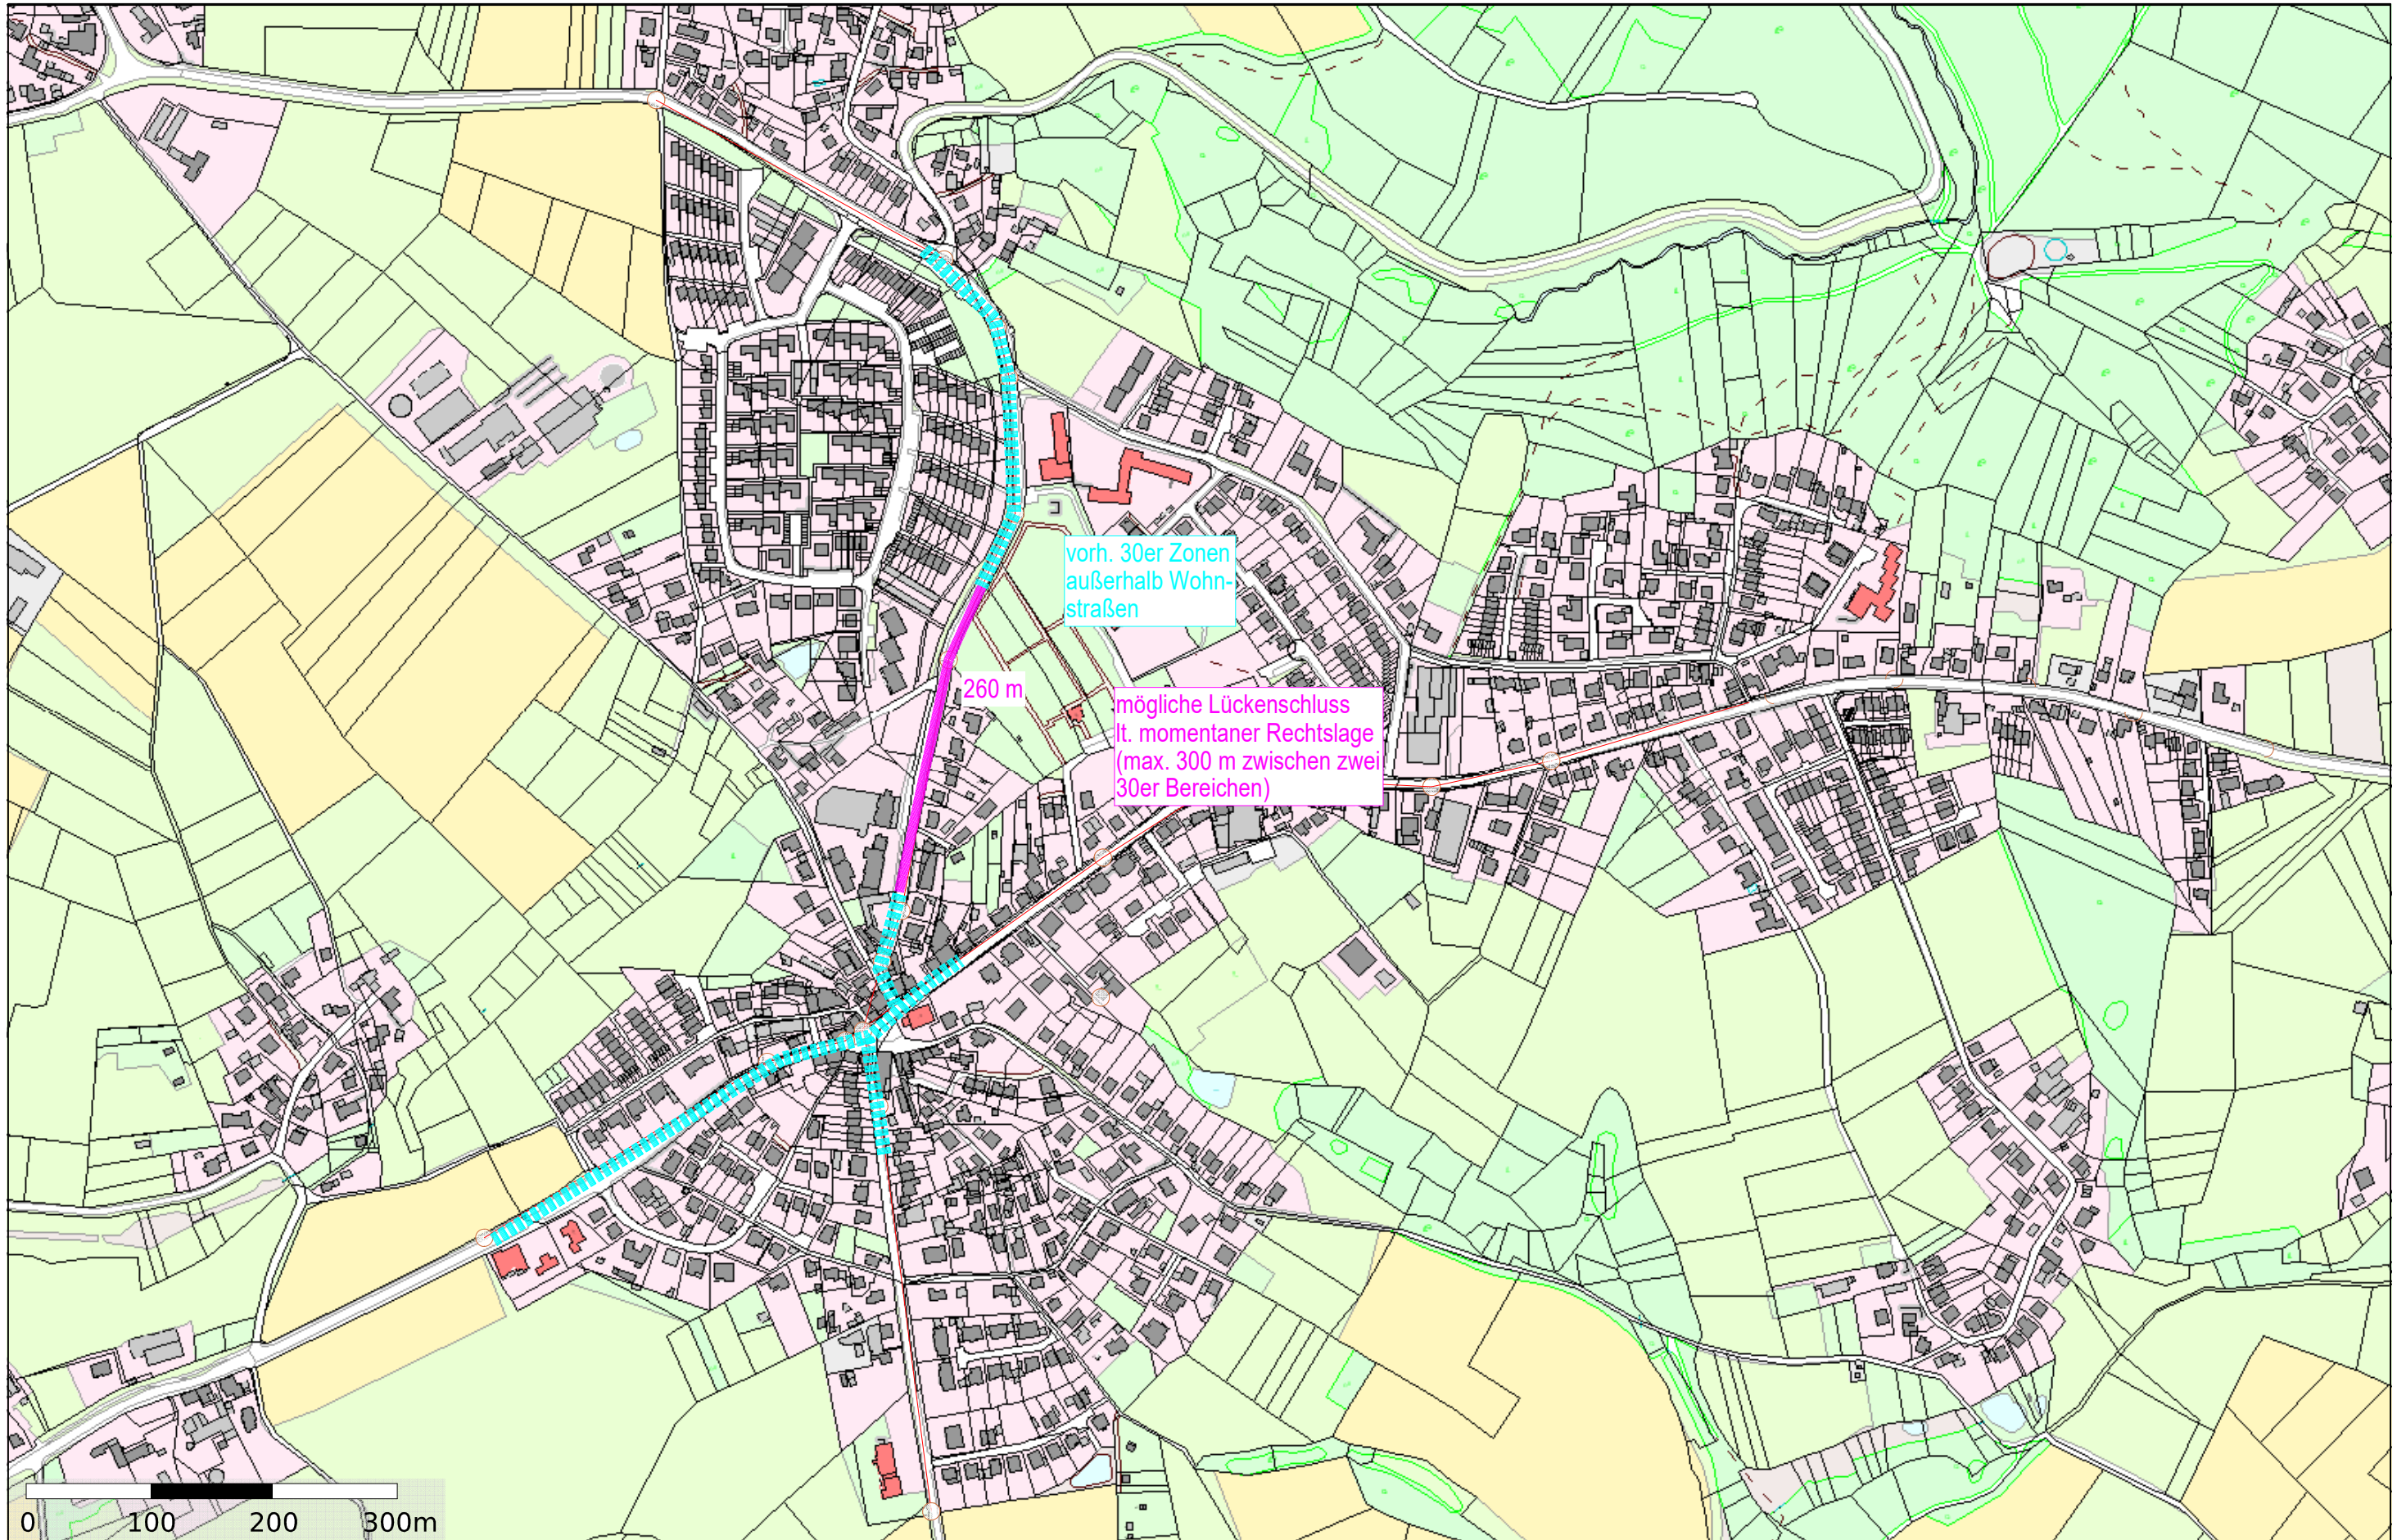 vorh. 30er Zonen
außerhalb Wohn-
straßen
260 m
mögliche Lückenschluss
lt. momentaner Rechtslage
(max. 300 m zwischen zwei
30er Bereichen)
0 100 200 300m